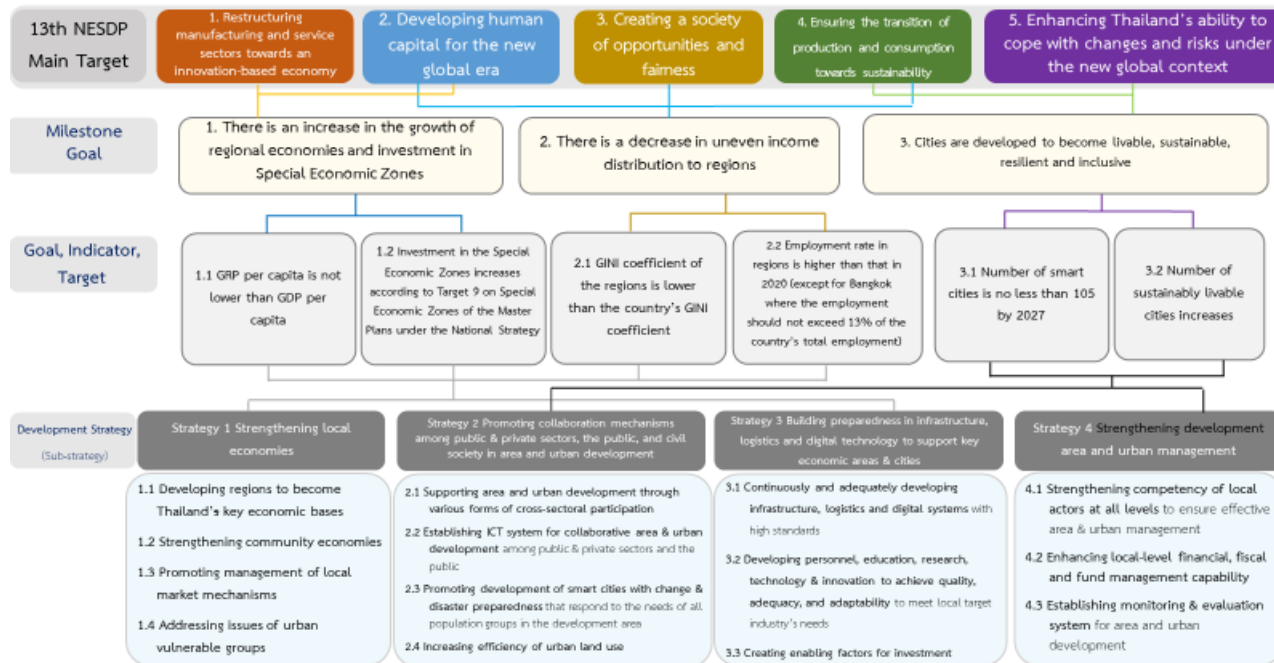 13th NESDP
Main Target
1. Restructuring
manufacturing and service
sectors towards an
innovation-based economy
2. Developing human
capital for the new
global era
3. Creating a society
of opportunities and
fairness
4. Ensuring the transition of
production and consumption
towards sustainability
5. Enhancing Thailand's ability to
cope with changes and risks under
the new global context
Milestone
Goal
1. There is an increase in the growth of
regional economies and investment in
Special Economic Zones
2. There is a decrease in uneven income
distribution to regions
3. Cities are developed to become livable, sustainable,
resilient and inclusive
Goal, Indicator,
Target
1.1 GRP per capita is not
lower than GDP per
capita
1.2 Investment in the Special
Economic Zones increases
according to Target 9 on Special
Economic Zones of the Master
Plans under the National Strategy
2.1 GINI coefficient of
the regions is lower
than the country's GINI
coefficient
2.2 Employment rate in
regions is higher than that in
2020 (except for Bangkok
where the employment
should not exceed 13% of the
country's total employment)
3.1 Number of smart
cities is no less than 105
by 2027
3.2 Number of
sustainably livable
cities increases
Development Strategy
(Sub-strategy)
Strategy 1 Strengthening local
economies
Strategy 2 Promoting collaboration mechanisms
among public & private sectors, the public, and civil
society in area and urban development
Strategy 3 Building preparedness in infrastructure,
logistics and digital technology to support key
economic areas & cities
Strategy 4 Strengthening development
area and urban management
1.1 Developing regions to become
Thailand's key economic bases
1.2 Strengthening community economies
1.3 Promoting management of local
market mechanisms
1.4 Addressing issues of urban
vulnerable groups
2.1 Supporting area and urban development through
various forms of cross-sectoral participation
2.2 Establishing ICT system for collaborative area & urban
development among public & private sectors and the
public
2.3 Promoting development of smart cities with change &
disaster preparedness that respond to the needs of all
population groups in the development area
2.4 Increasing efficiency of urban land use
3.1 Continuously and adequately developing
infrastructure, logistics and digital systems with
high standards
3.2 Developing personnel, education, research,
technology & innovation to achieve quality,
adequacy, and adaptability to meet local target
industry's needs
3.3 Creating enabling factors for investment
4.1 Strengthening competency of local
actors at all levels to ensure effective
area & urban management
4.2 Enhancing local-level financial, fiscal
and fund management capability
4.3 Establishing monitoring & evaluation
system for area and urban
development